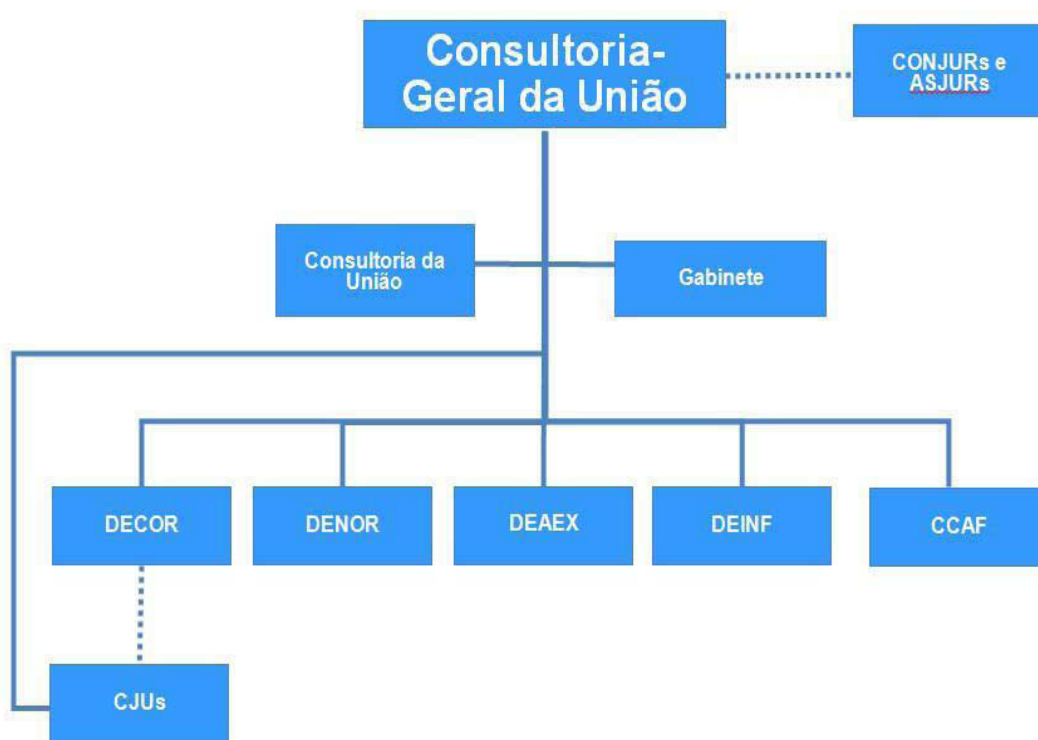 Consultoria-
Geral da União
CONJURs e
ASJURs
Consultoria da
União
Gabinete
DECOR
DENOR
DEAEX
DEINF
CCAF
CJUs